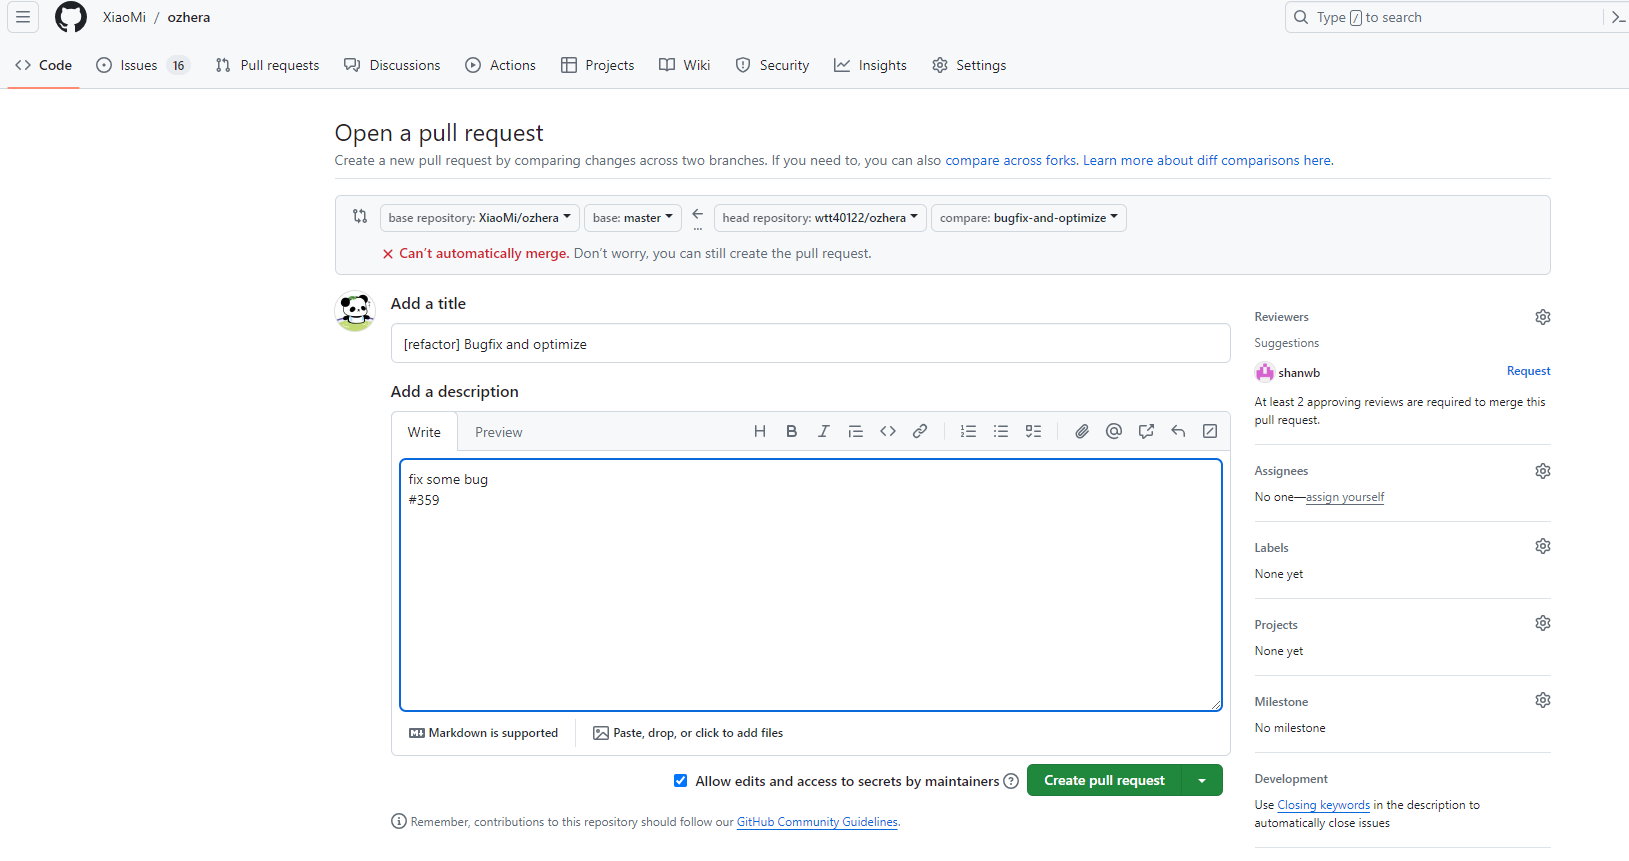 XiaoMi / ozhera
Type / to search
Code Issues 16 Pull requests Discussions Actions Projects Wiki Security Insights Settings
Open a pull request
Create a new pull request by comparing changes across two branches. If you need to, you can also compare across forks. Learn more about diff comparisons here.
base repository: XiaoMi/ozhera base: master ... head repository: wtt40122/ozhera compare: bugfix-and-optimize
Can't automatically merge. Don't worry, you can still create the pull request.
Add a title
[refactor] Bugfix and optimize
Add a description
Write Preview
fix some bug
#359
Markdown is supported Paste, drop, or click to add files
Allow edits and access to secrets by maintainers Create pull request
Remember, contributions to this repository should follow our GitHub Community Guidelines.
Reviewers
Suggestions
shanwb Request
At least 2 approving reviews are required to merge this
pull request.
Assignees
No one—assign yourself
Labels
None yet
Projects
None yet
Milestone
No milestone
Development
Use Closing keywords in the description to
automatically close issues